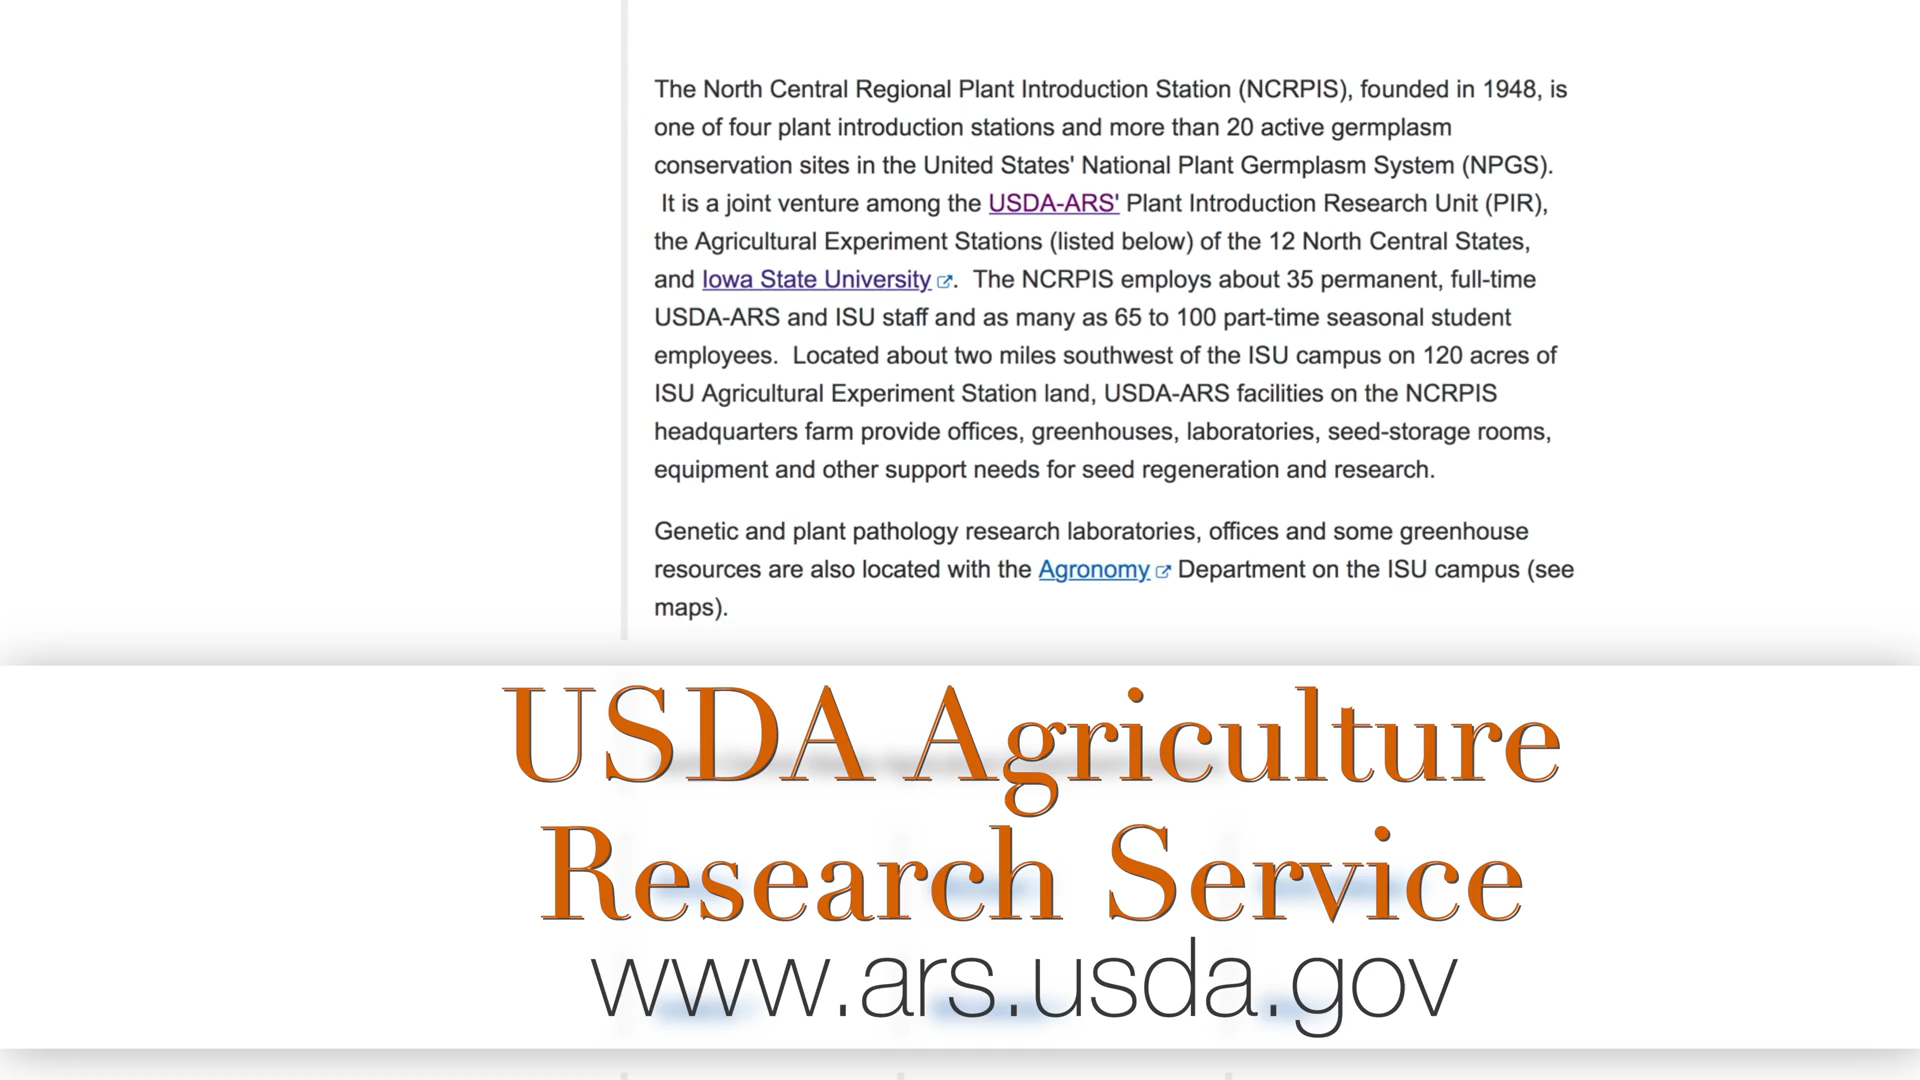 The North Central Regional Plant Introduction Station (NCRPIS), founded in 1948, is
one of four plant introduction stations and more than 20 active germplasm
conservation sites in the United States' National Plant Germplasm System (NPGS).
It is a joint venture among the USDA-ARS' Plant Introduction Research Unit (PIR),
the Agricultural Experiment Stations (listed below) of the 12 North Central States,
and Iowa State University. The NCRPIS employs about 35 permanent, full-time
USDA-ARS and ISU staff and as many as 65 to 100 part-time seasonal student
employees. Located about two miles southwest of the ISU campus on 120 acres of
ISU Agricultural Experiment Station land, USDA-ARS facilities on the NCRPIS
headquarters farm provide offices, greenhouses, laboratories, seed-storage rooms,
equipment and other support needs for seed regeneration and research.
Genetic and plant pathology research laboratories, offices and some greenhouse
resources are also located with the Agronomy Department on the ISU campus (see
maps).
USDA Agriculture
Research Service
www.ars.usda.gov